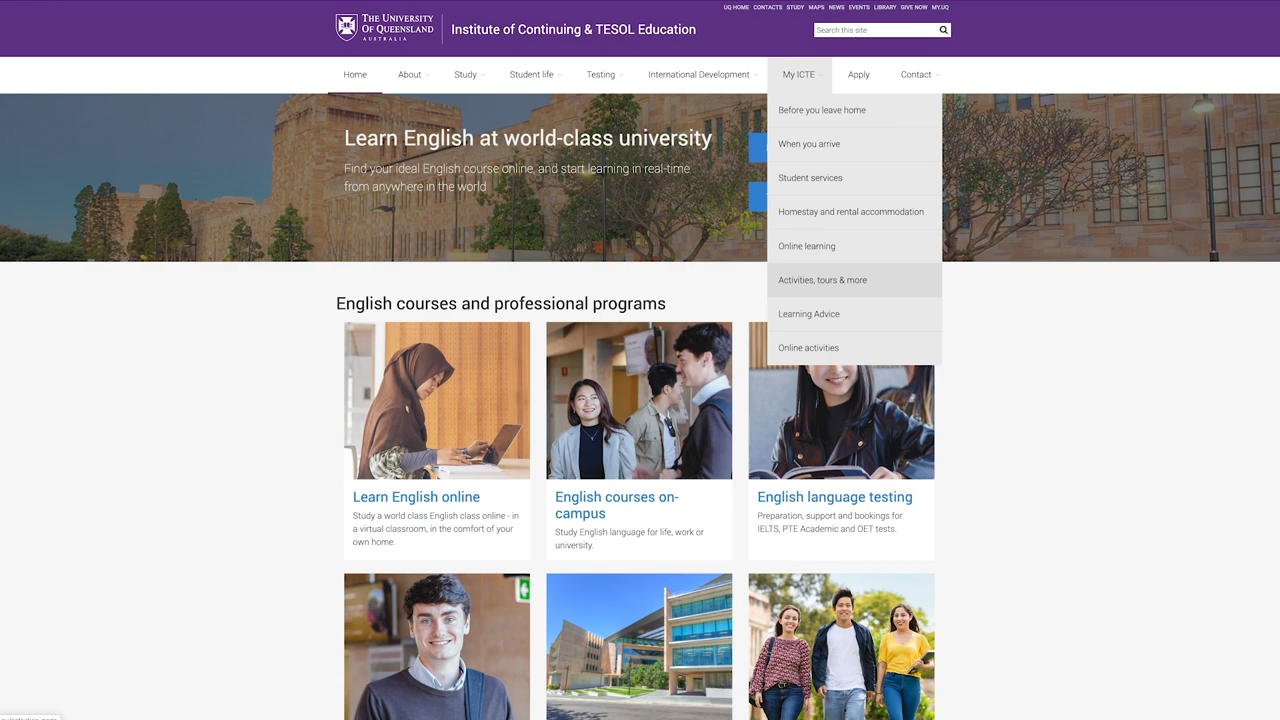 UQ HOME CONTACTS STUDY MAPS NEWS EVENTS LIBRARY GIVE NOW MY.UQ
THE UNIVERSITY
OF QUEENSLAND
AUSTRALIA
Institute of Continuing & TESOL Education
Search this site
Home About Study Student life Testing International Development My ICTE Apply Contact
Before you leave home
When you arrive
Student services
Homestay and rental accommodation
Online learning
Activities, tours & more
Learning Advice
Online activities
Learn English at world-class university
Find your ideal English course online, and start learning in real-time
from anywhere in the world
English courses and professional programs
Learn English online
Study a world class English class online - in
a virtual classroom, in the comfort of your
own home.
English courses on-
campus
Study English language for life, work or
university.
English language testing
Preparation, support and bookings for
IELTS, PTE Academic and OET tests.